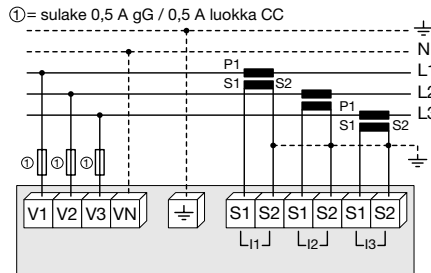 ①= sulake 0,5 A gG / 0,5 A luokka CC
N
P1
L1
S1 S2
L2
P1
L3
S1 S2
① ① ①
V1 V2 V3 VN S1 S2 S1 S2 S1 S2
I1 I2 I3